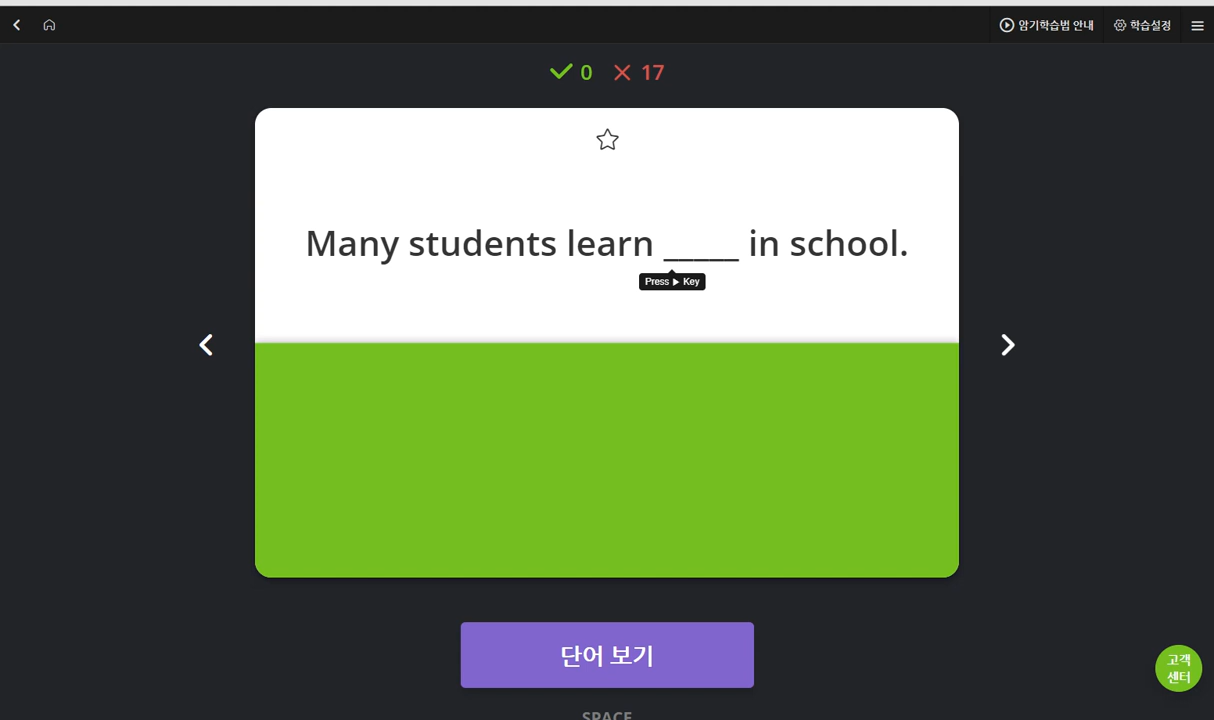 암기학습법 안내
학습설정
0
17
Many students learn _____ in school.
Press ▶ Key
단어 보기
고객
센터
SPACE